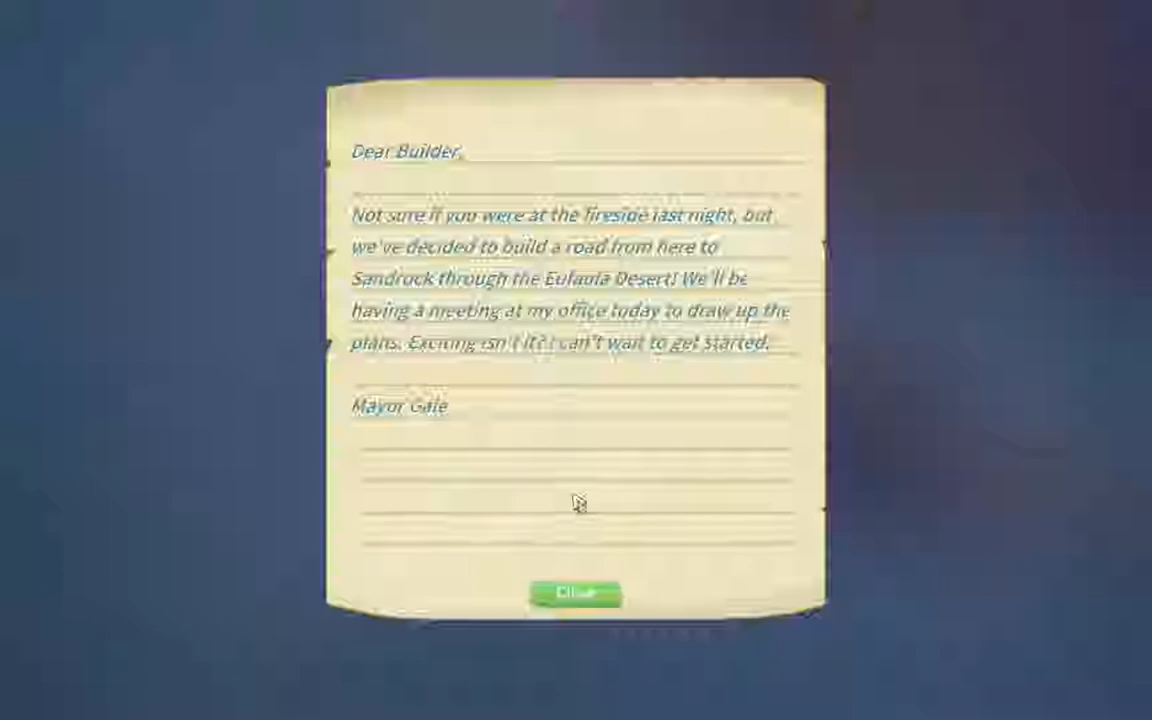 Dear Builder,
Not sure if you were at the fireside last night, but
we've decided to build a road from here to
Sandrock through the Eufaula Desert! We'll be
having a meeting at my office today to draw up the
plans. Exciting isn't it? I can't wait to get started.
Mayor Gale
Close